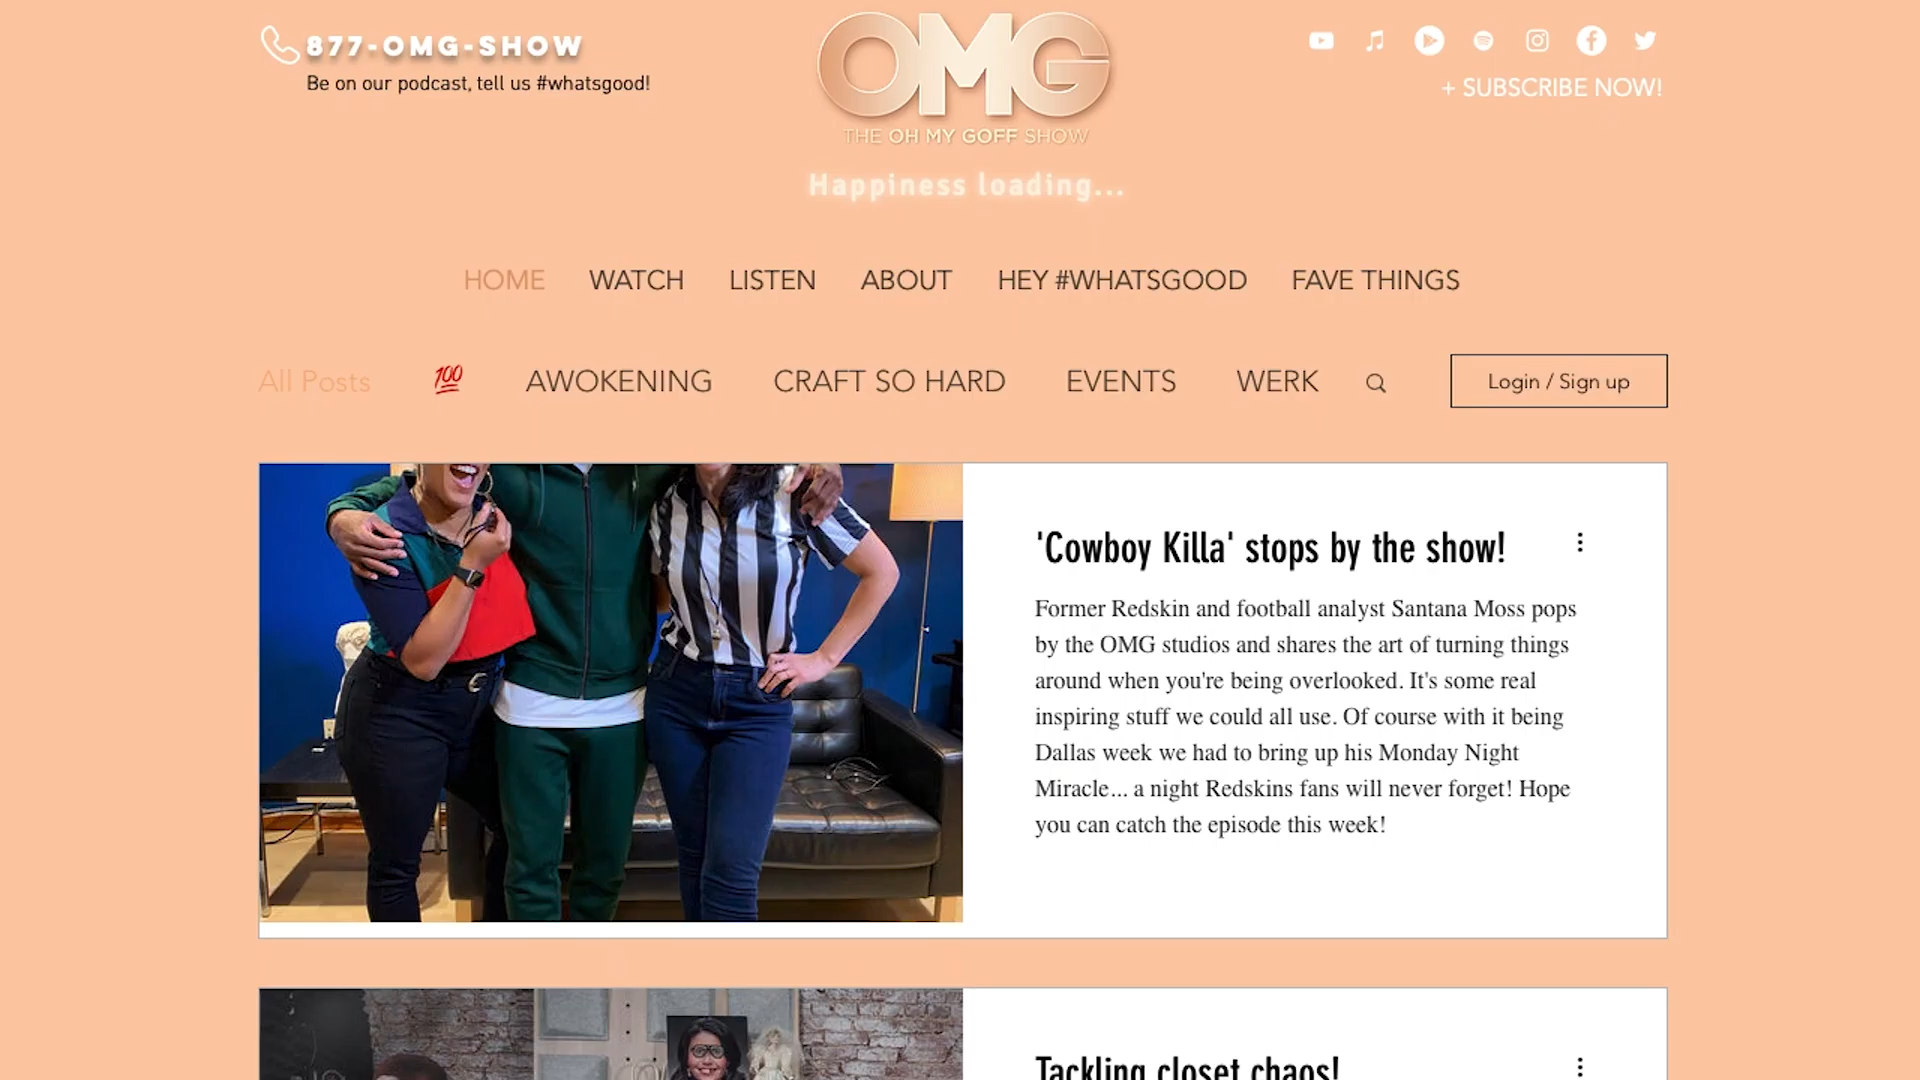 877-OMG-SHOW
Be on our podcast, tell us #whatsgood!
OMG
THE OH MY GOFF SHOW
Happiness loading...
+ SUBSCRIBE NOW!
HOME WATCH LISTEN ABOUT HEY #WHATSGOOD FAVE THINGS
All Posts 💯 AWOKENING CRAFT SO HARD EVENTS WERK Login / Sign up
'Cowboy Killa' stops by the show!
Former Redskin and football analyst Santana Moss pops
by the OMG studios and shares the art of turning things
around when you're being overlooked. It's some real
inspiring stuff we could all use. Of course with it being
Dallas week we had to bring up his Monday Night
Miracle... a night Redskins fans will never forget! Hope
you can catch the episode this week!
Tackling closet chaos!